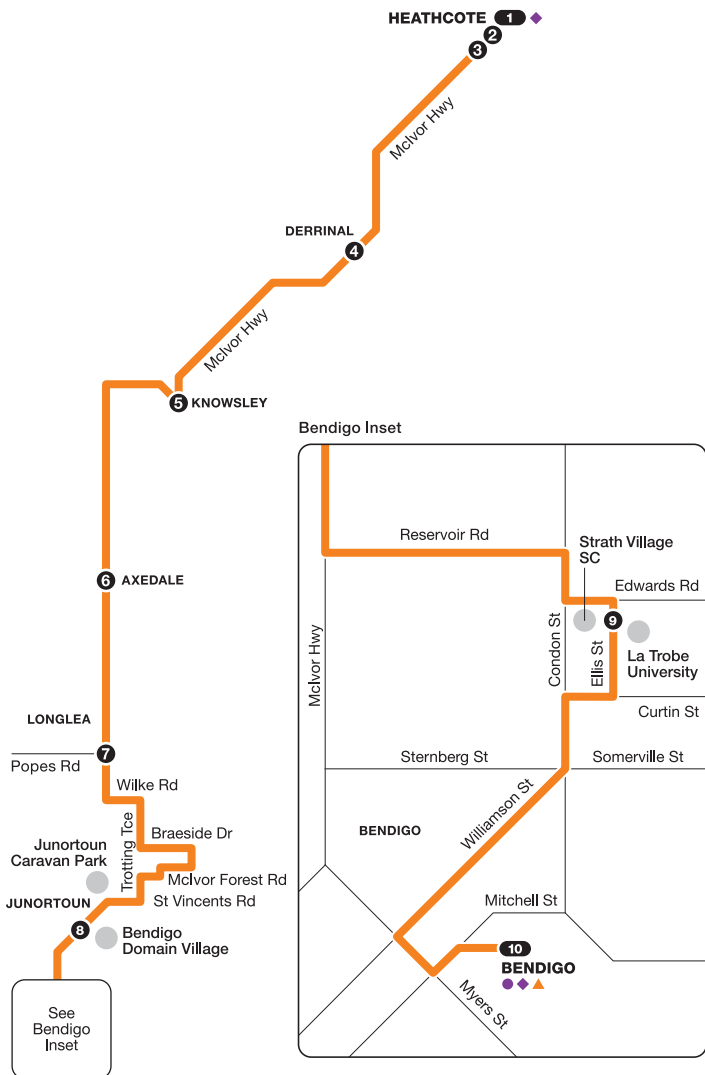 HEATHCOTE 1
2
3
McIvor Hwy
DERRINAL
4
McIvor Hwy
5 KNOWSLEY
6 AXEDALE
LONGLEA
7
Popes Rd
Wilke Rd
Trotting Tce
Braeside Dr
Junortoun
Caravan Park
McIvor Forest Rd
JUNORTOUN
St Vincents Rd
8
Bendigo
Domain Village
See
Bendigo
Inset
Bendigo Inset
Reservoir Rd
Strath Village
SC
Edwards Rd
McIvor Hwy
Condon St
Ellis St
9
La Trobe
University
Curtin St
Sternberg St
Somerville St
Williamson St
BENDIGO
Mitchell St
10
BENDIGO
Myers St